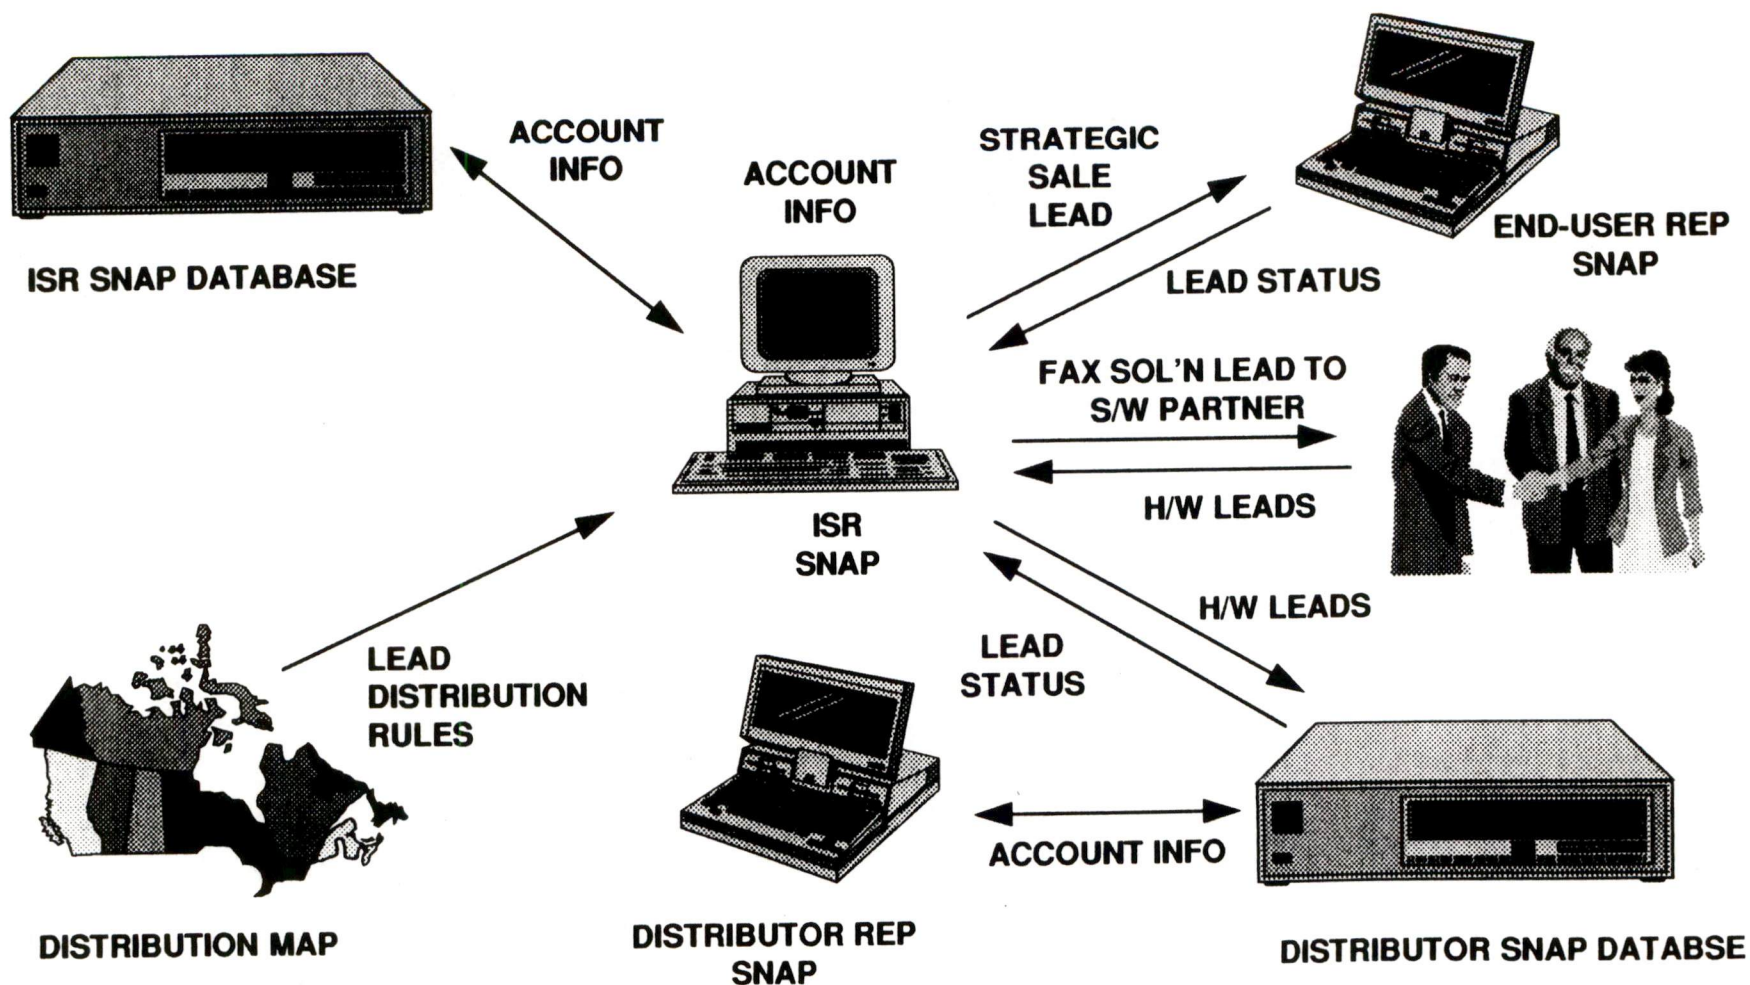 ACCOUNT
INFO
ISR SNAP DATABASE
ACCOUNT
INFO
STRATEGIC
SALE
LEAD
END-USER REP
SNAP
LEAD STATUS
FAX SOL'N LEAD TO
S/W PARTNER
H/W LEADS
ISR
SNAP
H/W LEADS
LEAD
STATUS
LEAD
DISTRIBUTION
RULES
ACCOUNT INFO
DISTRIBUTION MAP
DISTRIBUTOR REP
SNAP
DISTRIBUTOR SNAP DATABSE